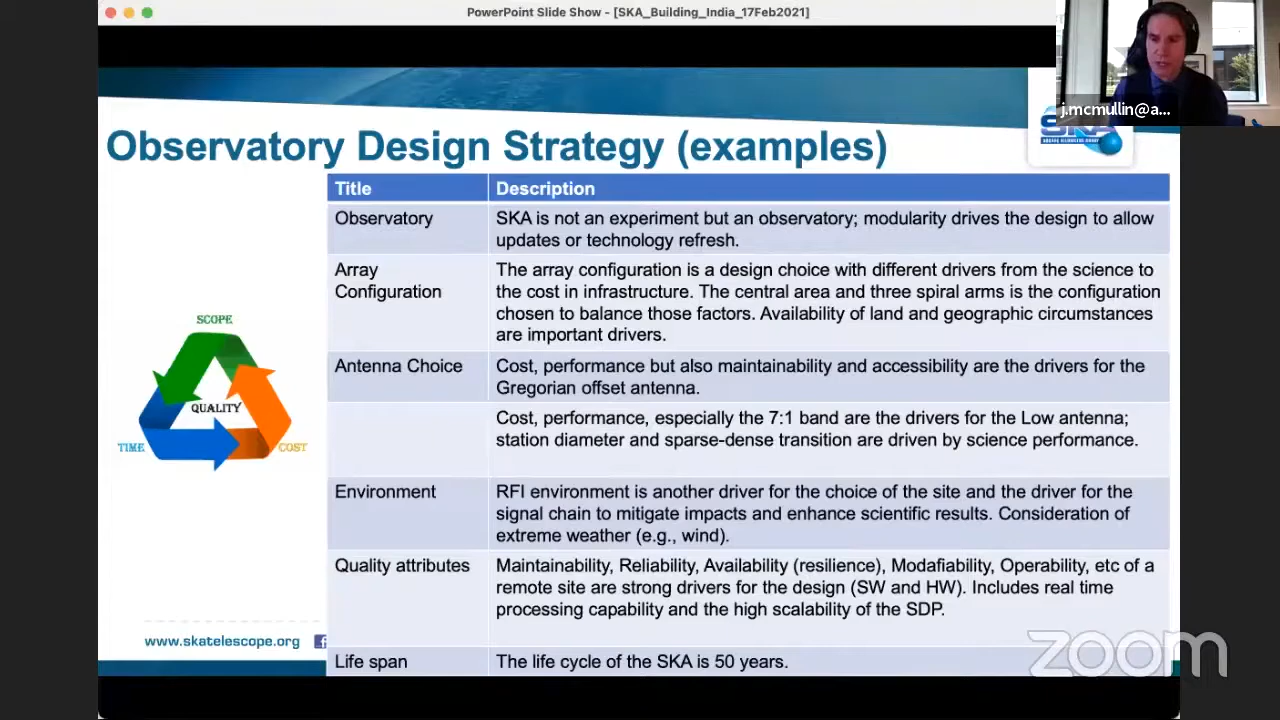 PowerPoint Slide Show - [SKA_Building_India_17Feb2021]
j.mcmullin@a...
Observatory Design Strategy (examples)
SKA
Title Description
Observatory SKA is not an experiment but an observatory; modularity drives the design to allow
updates or technology refresh.
Array The array configuration is a design choice with different drivers from the science to
Configuration the cost in infrastructure. The central area and three spiral arms is the configuration
chosen to balance those factors. Availability of land and geographic circumstances
are important drivers.
Antenna Choice Cost, performance but also maintainability and accessibility are the drivers for the
Gregorian offset antenna.
Cost, performance, especially the 7:1 band are the drivers for the Low antenna;
station diameter and sparse-dense transition are driven by science performance.
Environment RFI environment is another driver for the choice of the site and the driver for the
signal chain to mitigate impacts and enhance scientific results. Consideration of
extreme weather (e.g., wind).
Quality attributes Maintainability, Reliability, Availability (resilience), Modafiability, Operability, etc of a
remote site are strong drivers for the design (SW and HW). Includes real time
processing capability and the high scalability of the SDP.
Life span The life cycle of the SKA is 50 years.
SCOPE
QUALITY
TIME COST
www.skatelescope.org
zoom